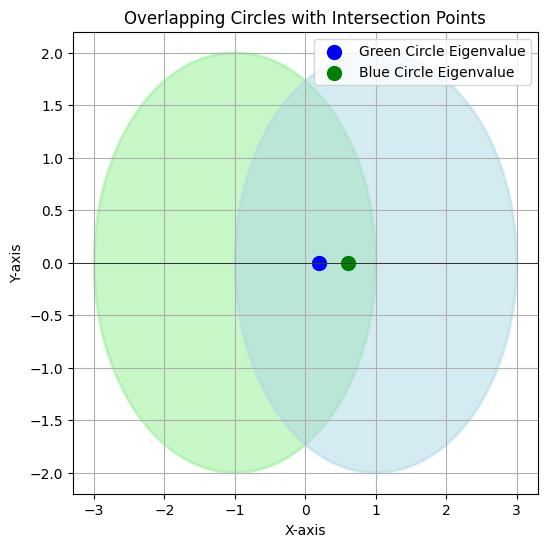 Overlapping Circles with Intersection Points
Green Circle Eigenvalue
Blue Circle Eigenvalue
2.0
1.5
1.0
0.5
0.0
−0.5
−1.0
−1.5
−2.0
Y-axis
−3 −2 −1 0 1 2 3
X-axis